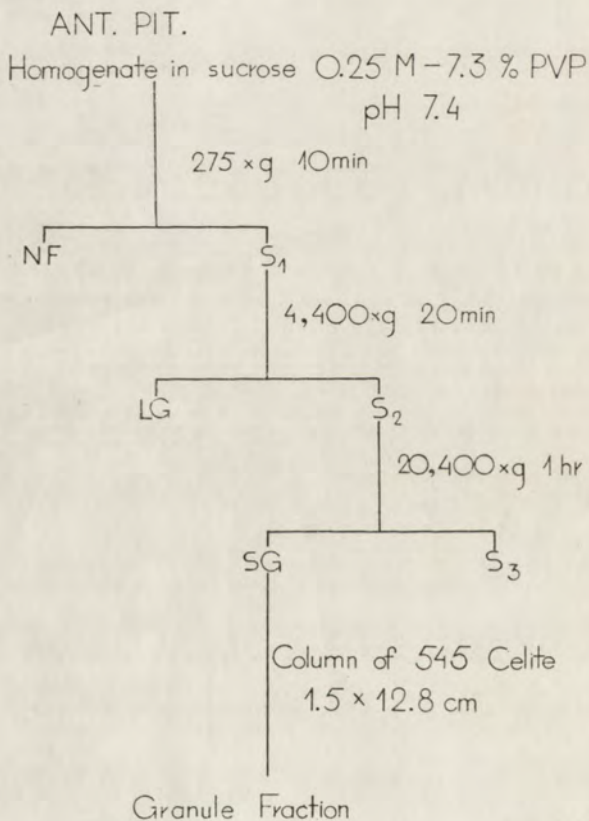 ANT. PIT.
Homogenate in sucrose 0.25 M - 7.3 % PVP
pH 7.4
275 × g 10 min
NF
S₁
4,400 × g 20 min
LG
S₂
20,400 × g 1 hr
SG
S₃
Column of 545 Celite
1.5 × 12.8 cm
Granule Fraction